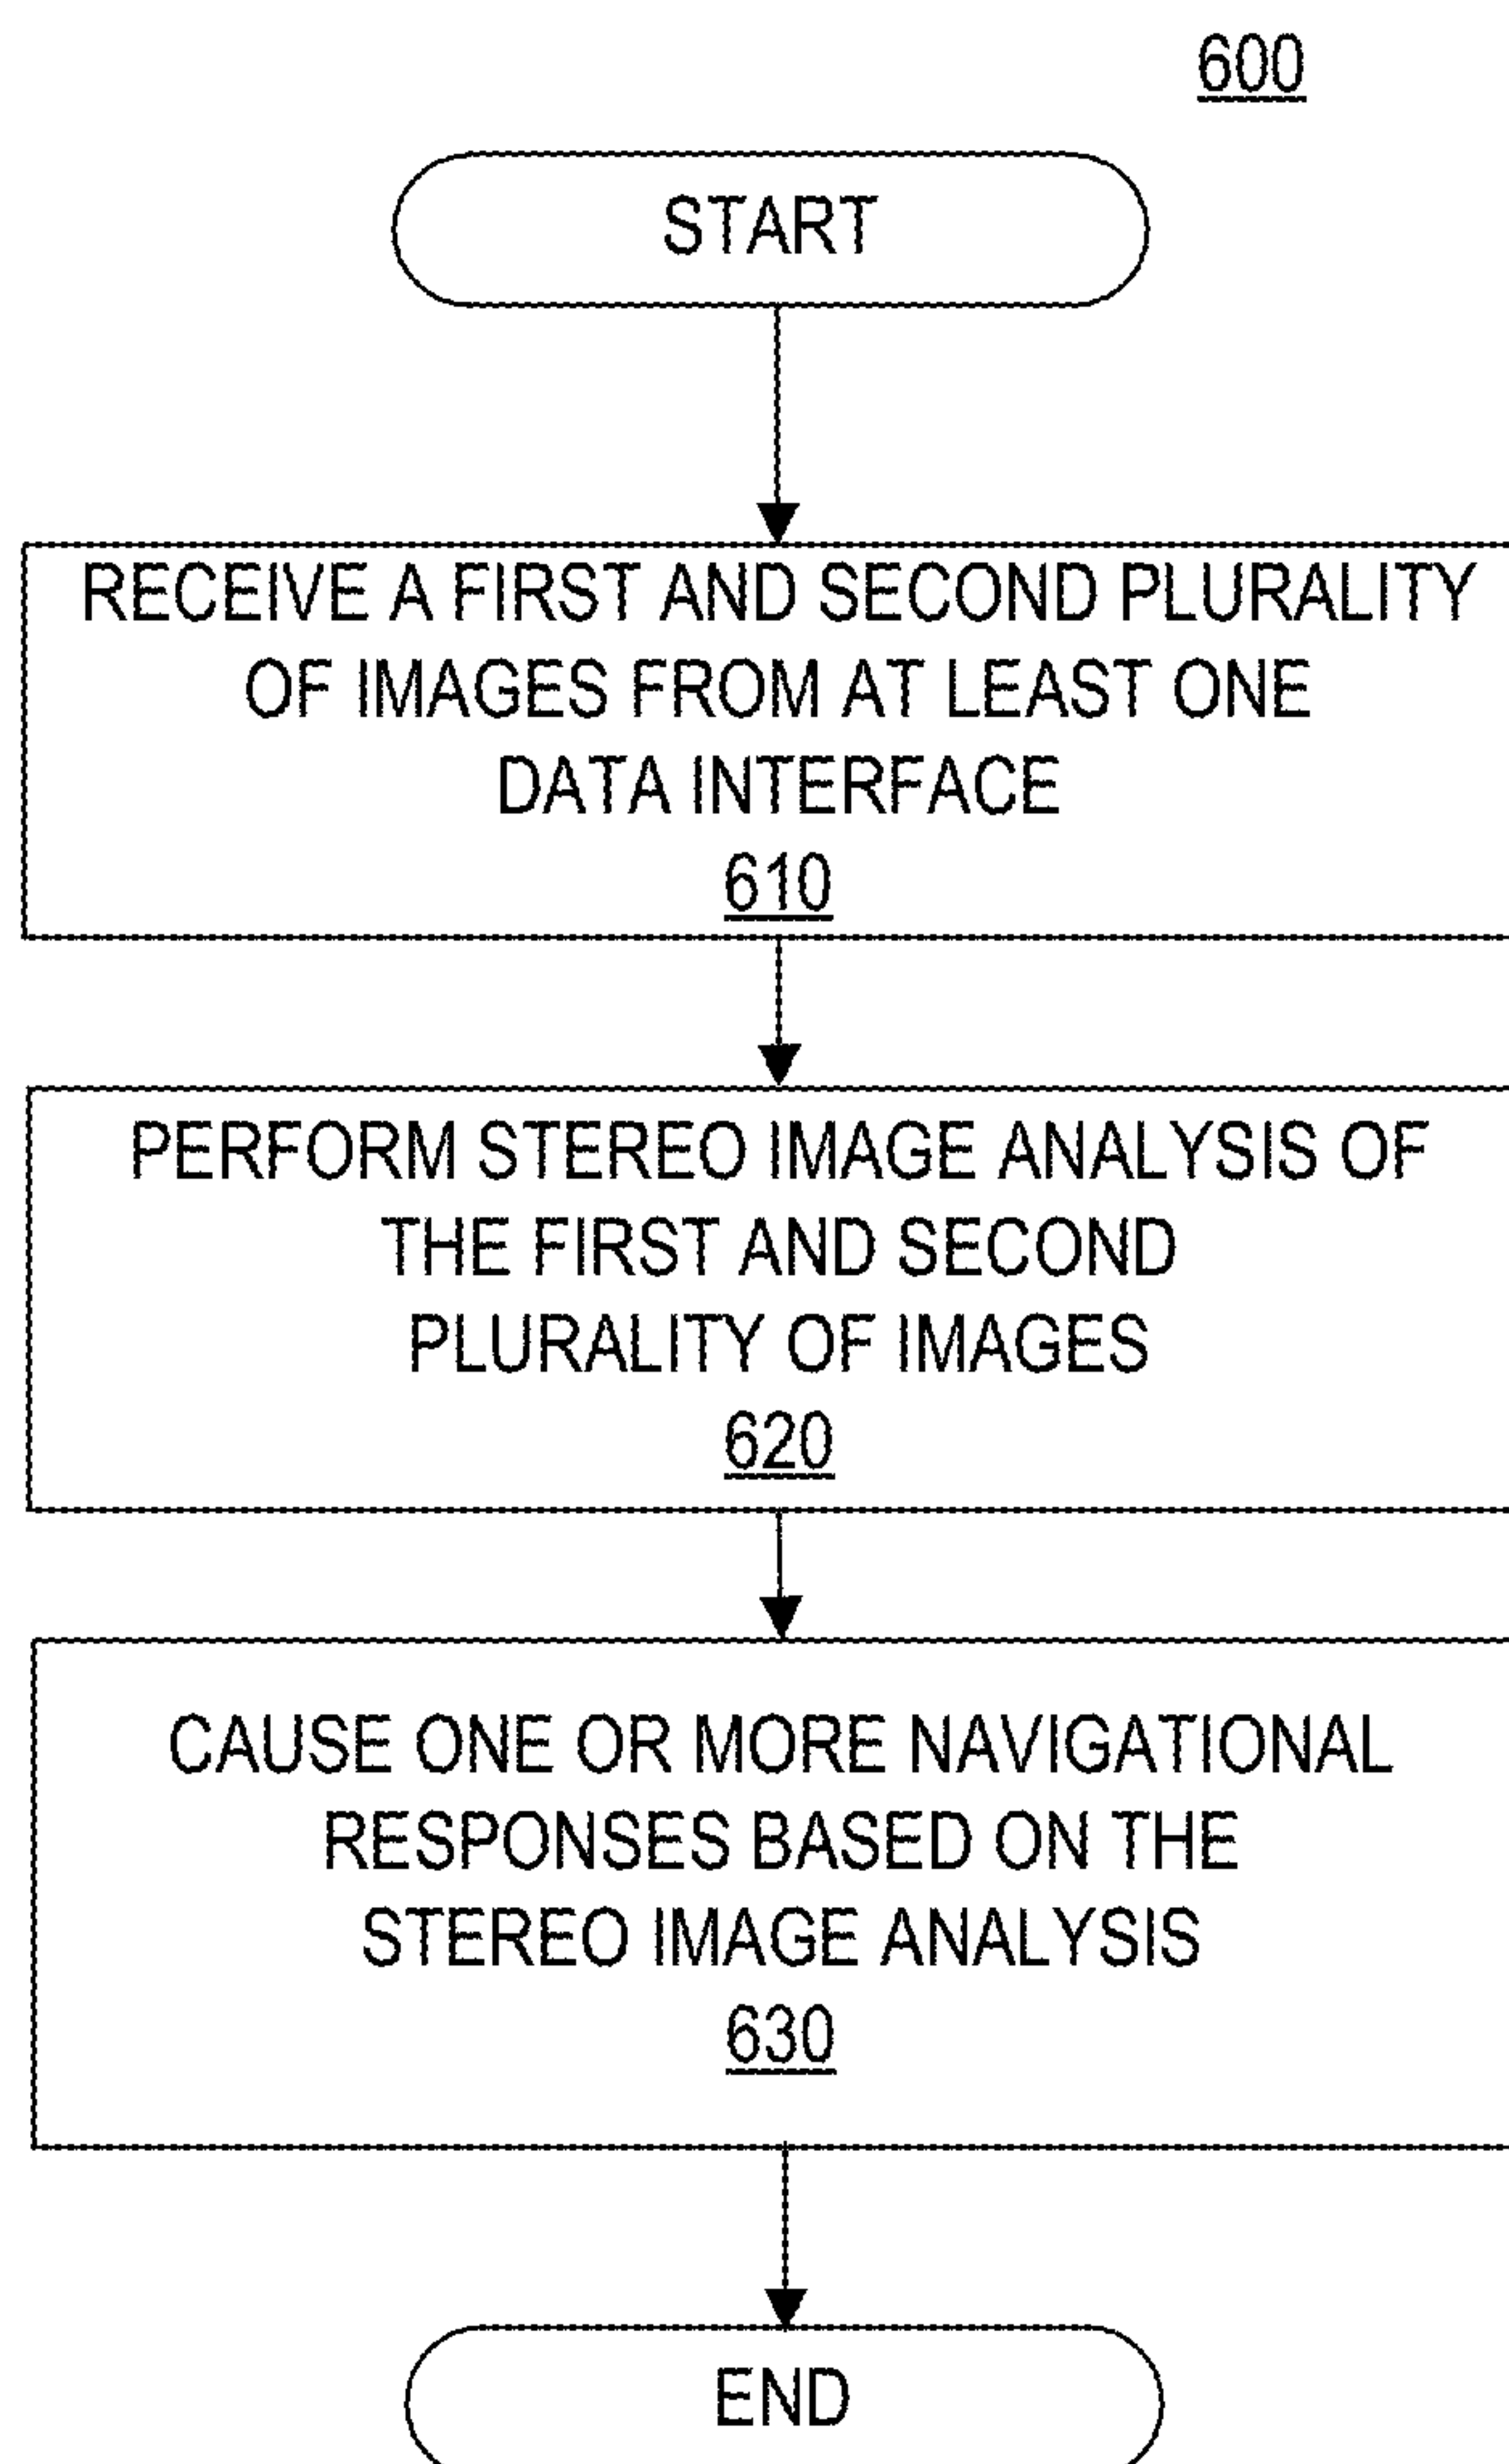 600
START
RECEIVE A FIRST AND SECOND PLURALITY
OF IMAGES FROM AT LEAST ONE
DATA INTERFACE
610
PERFORM STEREO IMAGE ANALYSIS OF
THE FIRST AND SECOND
PLURALITY OF IMAGES
620
CAUSE ONE OR MORE NAVIGATIONAL
RESPONSES BASED ON THE
STEREO IMAGE ANALYSIS
630
END